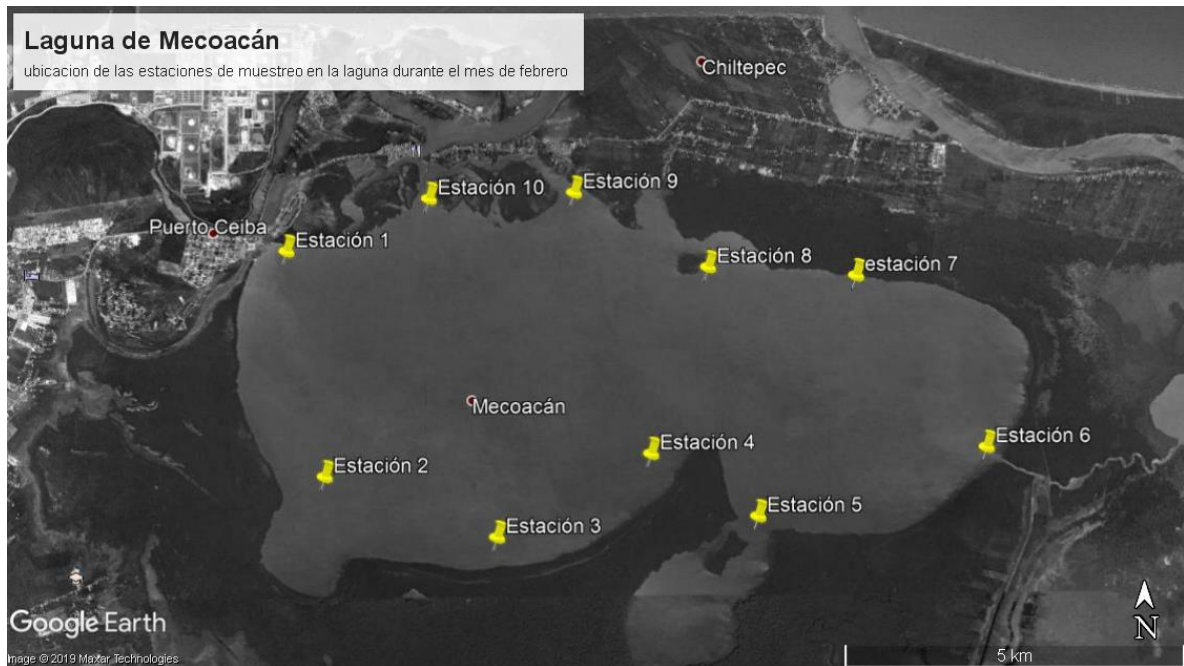 Laguna de Mecoacán
ubicacion de las estaciones de muestreo en la laguna durante el mes de febrero
Chiltepec
Estación 10
Estación 9
Puerto Ceiba
Estación 1
Estación 8
estación 7
Mecoacán
Estación 2
Estación 4
Estación 6
Estación 3
Estación 5
Google Earth
N
Image © 2019 Maxar Technologies
5 km